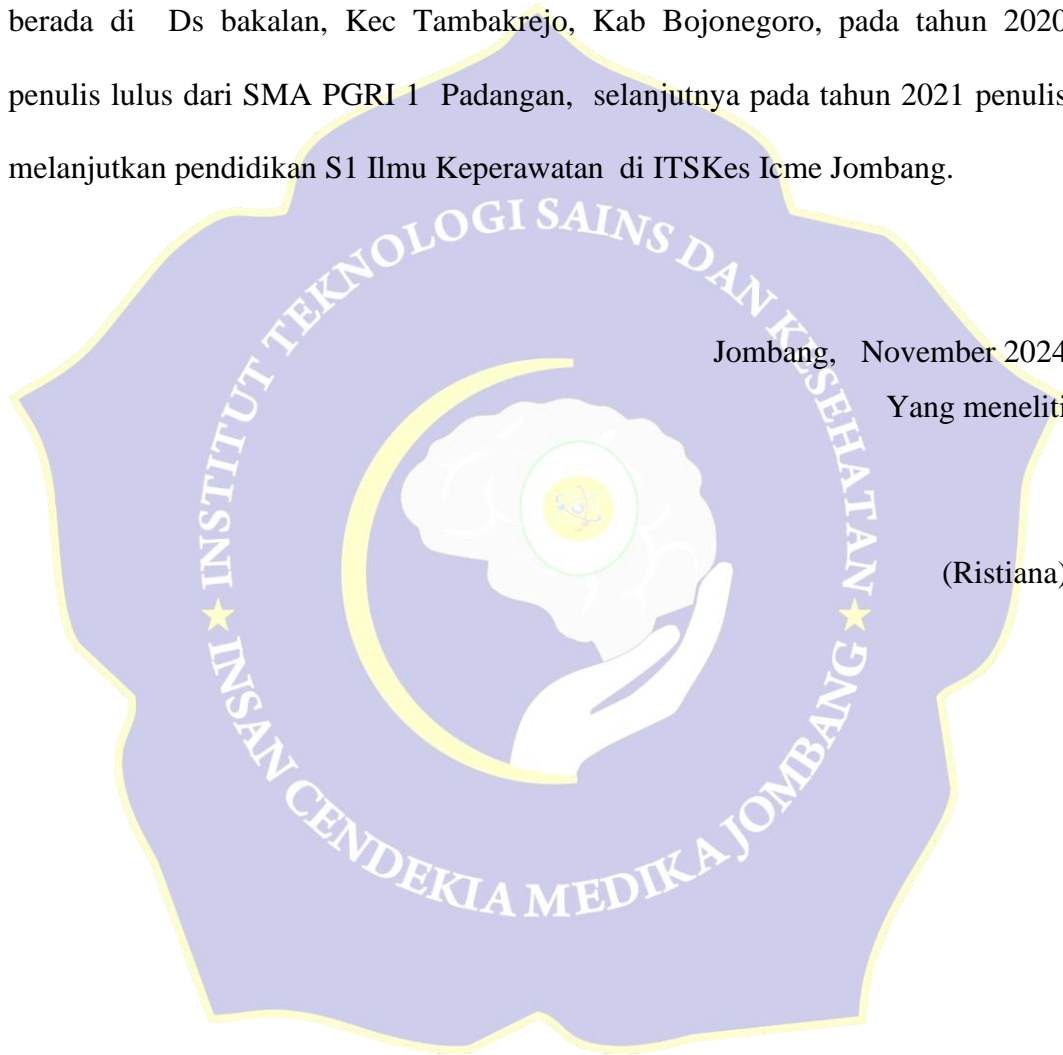 berada di Ds bakalan, Kec Tambakrejo, Kab Bojonegoro, pada tahun 2020
penulis lulus dari SMA PGRI 1 Padangan, selanjutnya pada tahun 2021 penulis
melanjutkan pendidikan S1 Ilmu Keperawatan di ITSKes Icme Jombang.
INSTITUT TEKNOLOGI SAINS DAN KESEHATAN
Jombang, November 2024
Yang meneliti
(Ristiana)
INSAN CENDEKIA MEDIKA JOMBANG